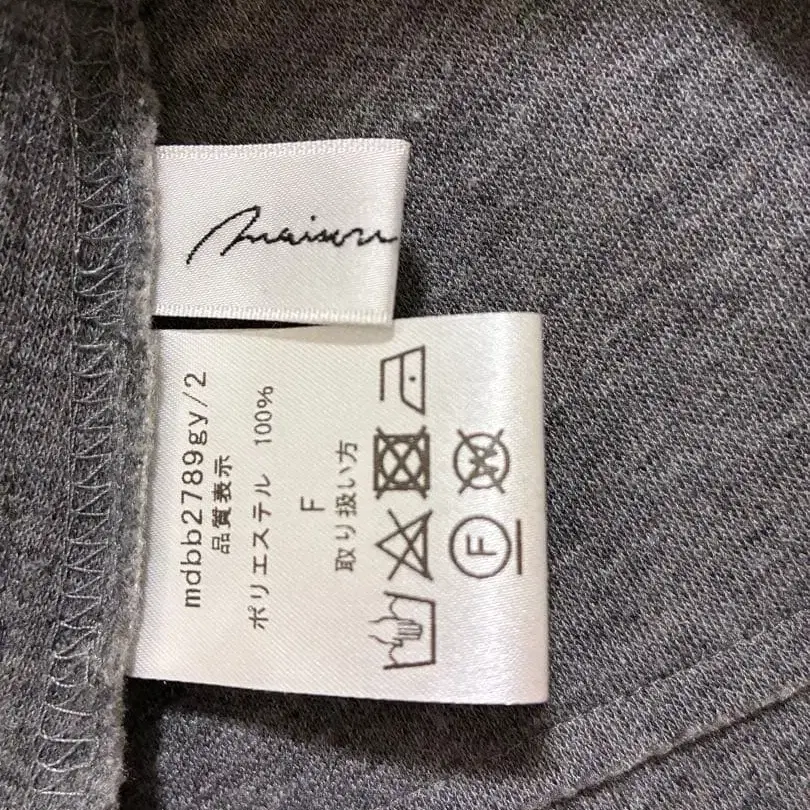 maison
mdbb2789gy/2
品質表示
ポリエステル 100%
F
取り扱い方
F
W